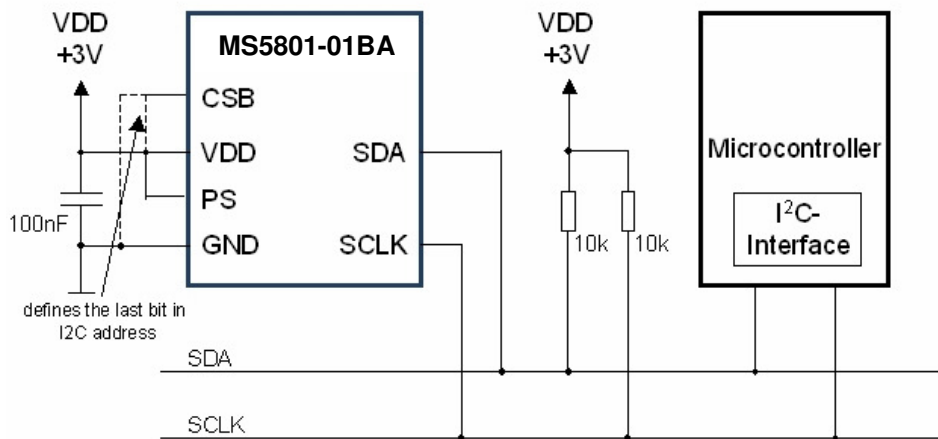 VDD
+3V
MS5801-01BA
CSB
VDD
PS
GND
SDA
SCLK
100nF
defines the last bit in
I2C address
VDD
+3V
10k
10k
Microcontroller
I²C-
Interface
SDA
SCLK